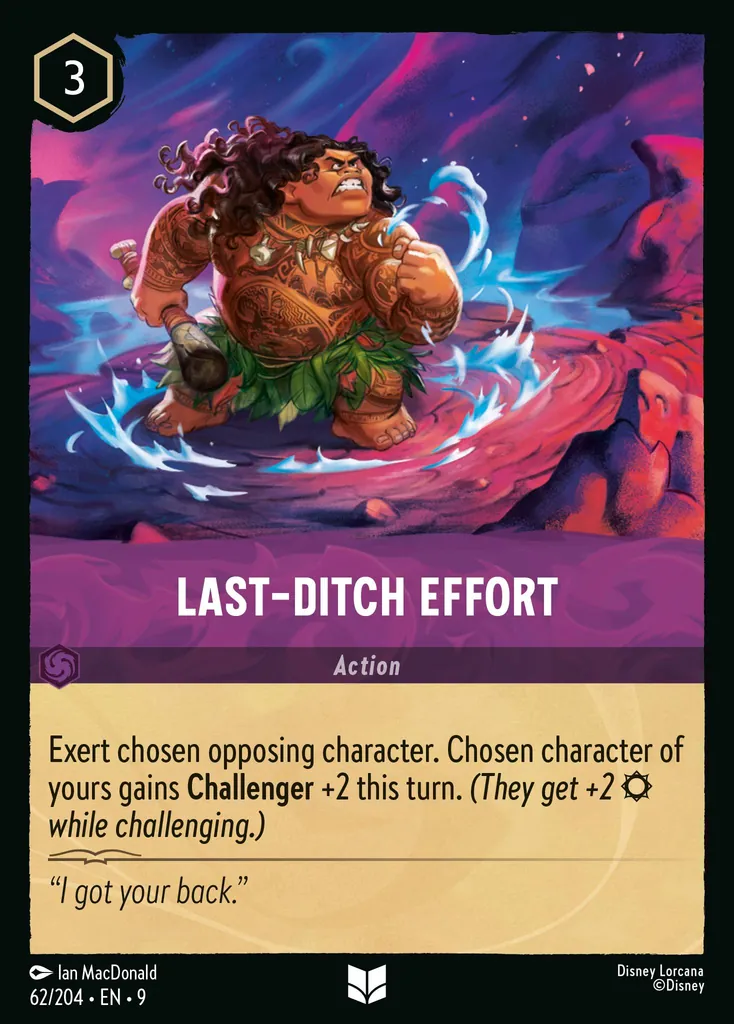 3
LAST-DITCH EFFORT
Action
Exert chosen opposing character. Chosen character of
yours gains Challenger +2 this turn. (They get +2
while challenging.)
“I got your back.”
Ian MacDonald
62/204 • EN • 9
Disney Lorcana
©Disney